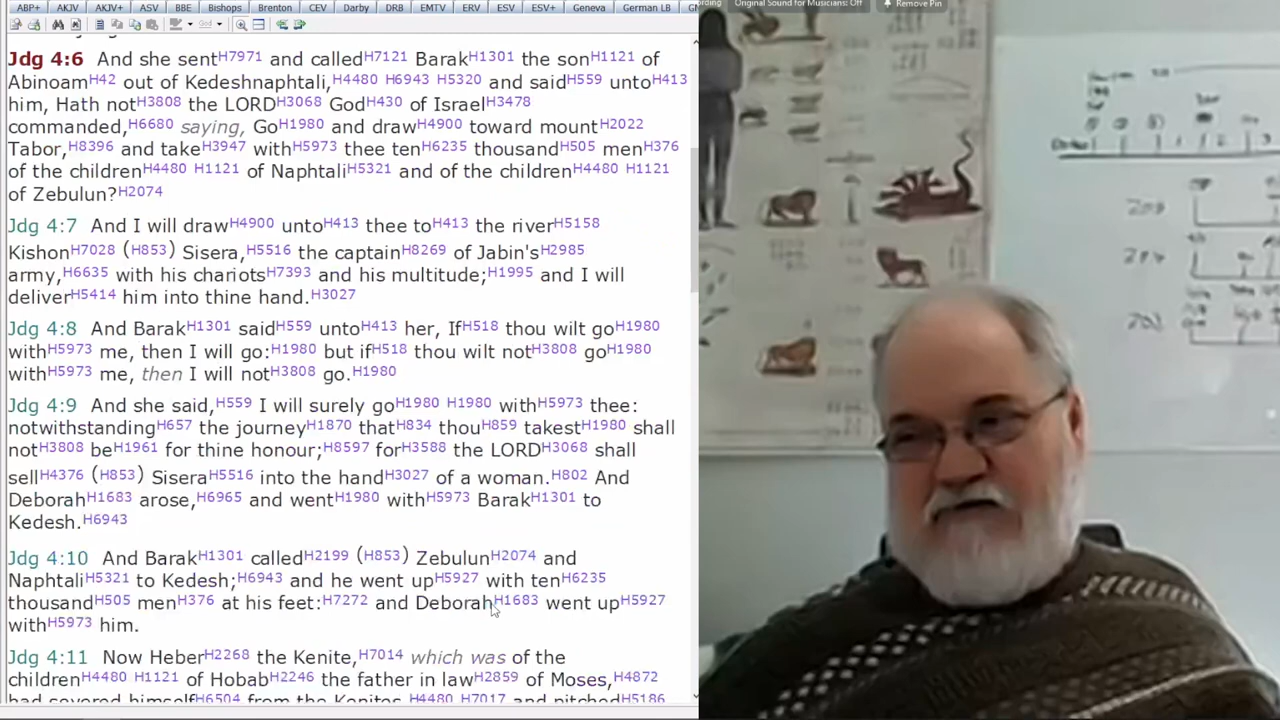 ABP+ AKJV AKJV+ ASV BBE Bishops Brenton CEV Darby DRB EMTV ERV ESV ESV+ Geneva German LB
Original Sound for Musicians: Off Remove Pin
Jdg 4:6 And she sentH7971 and calledH7121 BarakH1301 the sonH1121 of
AbinoamH42 out of Kedeshnaphtali,H4480 H6943 H5320 and saidH559 untoH413
him, Hath notH3808 the LORDH3068 GodH430 of IsraelH3478
commanded,H6680 saying, GoH1980 and drawH4900 toward mountH2022
Tabor,H8396 and takeH3947 withH5973 thee tenH6235 thousandH505 menH376
of the childrenH4480 H1121 of NaphtaliH5321 and of the childrenH4480 H1121
of Zebulun?H2074
Jdg 4:7 And I will drawH4900 untoH413 thee toH413 the riverH5158
KishonH7028 (H853) Sisera,H5516 the captainH8269 of Jabin'sH2985
army,H6635 with his chariotsH7393 and his multitude;H1995 and I will
deliverH5414 him into thine hand.H3027
Jdg 4:8 And BarakH1301 saidH559 untoH413 her, IfH518 thou wilt goH1980
withH5973 me, then I will go:H1980 but ifH518 thou wilt notH3808 goH1980
withH5973 me, then I will notH3808 go.H1980
Jdg 4:9 And she said,H559 I will surely goH1980 H1980 withH5973 thee:
notwithstandingH657 the journeyH1870 thatH834 thouH859 takestH1980 shall
notH3808 beH1961 for thine honour;H8597 forH3588 the LORDH3068 shall
sellH4376 (H853) SiseraH5516 into the handH3027 of a woman.H802 And
DeborahH1683 arose,H6965 and wentH1980 withH5973 BarakH1301 to
Kedesh.H6943
Jdg 4:10 And BarakH1301 calledH2199 (H853) ZebulunH2074 and
NaphtaliH5321 to Kedesh;H6943 and he went upH5927 with tenH6235
thousandH505 menH376 at his feet:H7272 and DeborahH1683 went upH5927
withH5973 him.
Jdg 4:11 Now HeberH2268 the Kenite,H7014 which was of the
childrenH4480 H1121 of HobabH2246 the father in lawH2859 of Moses,H4872
had severed himselfH6504 from the KenitesH4480 H7017 and pitchedH5186